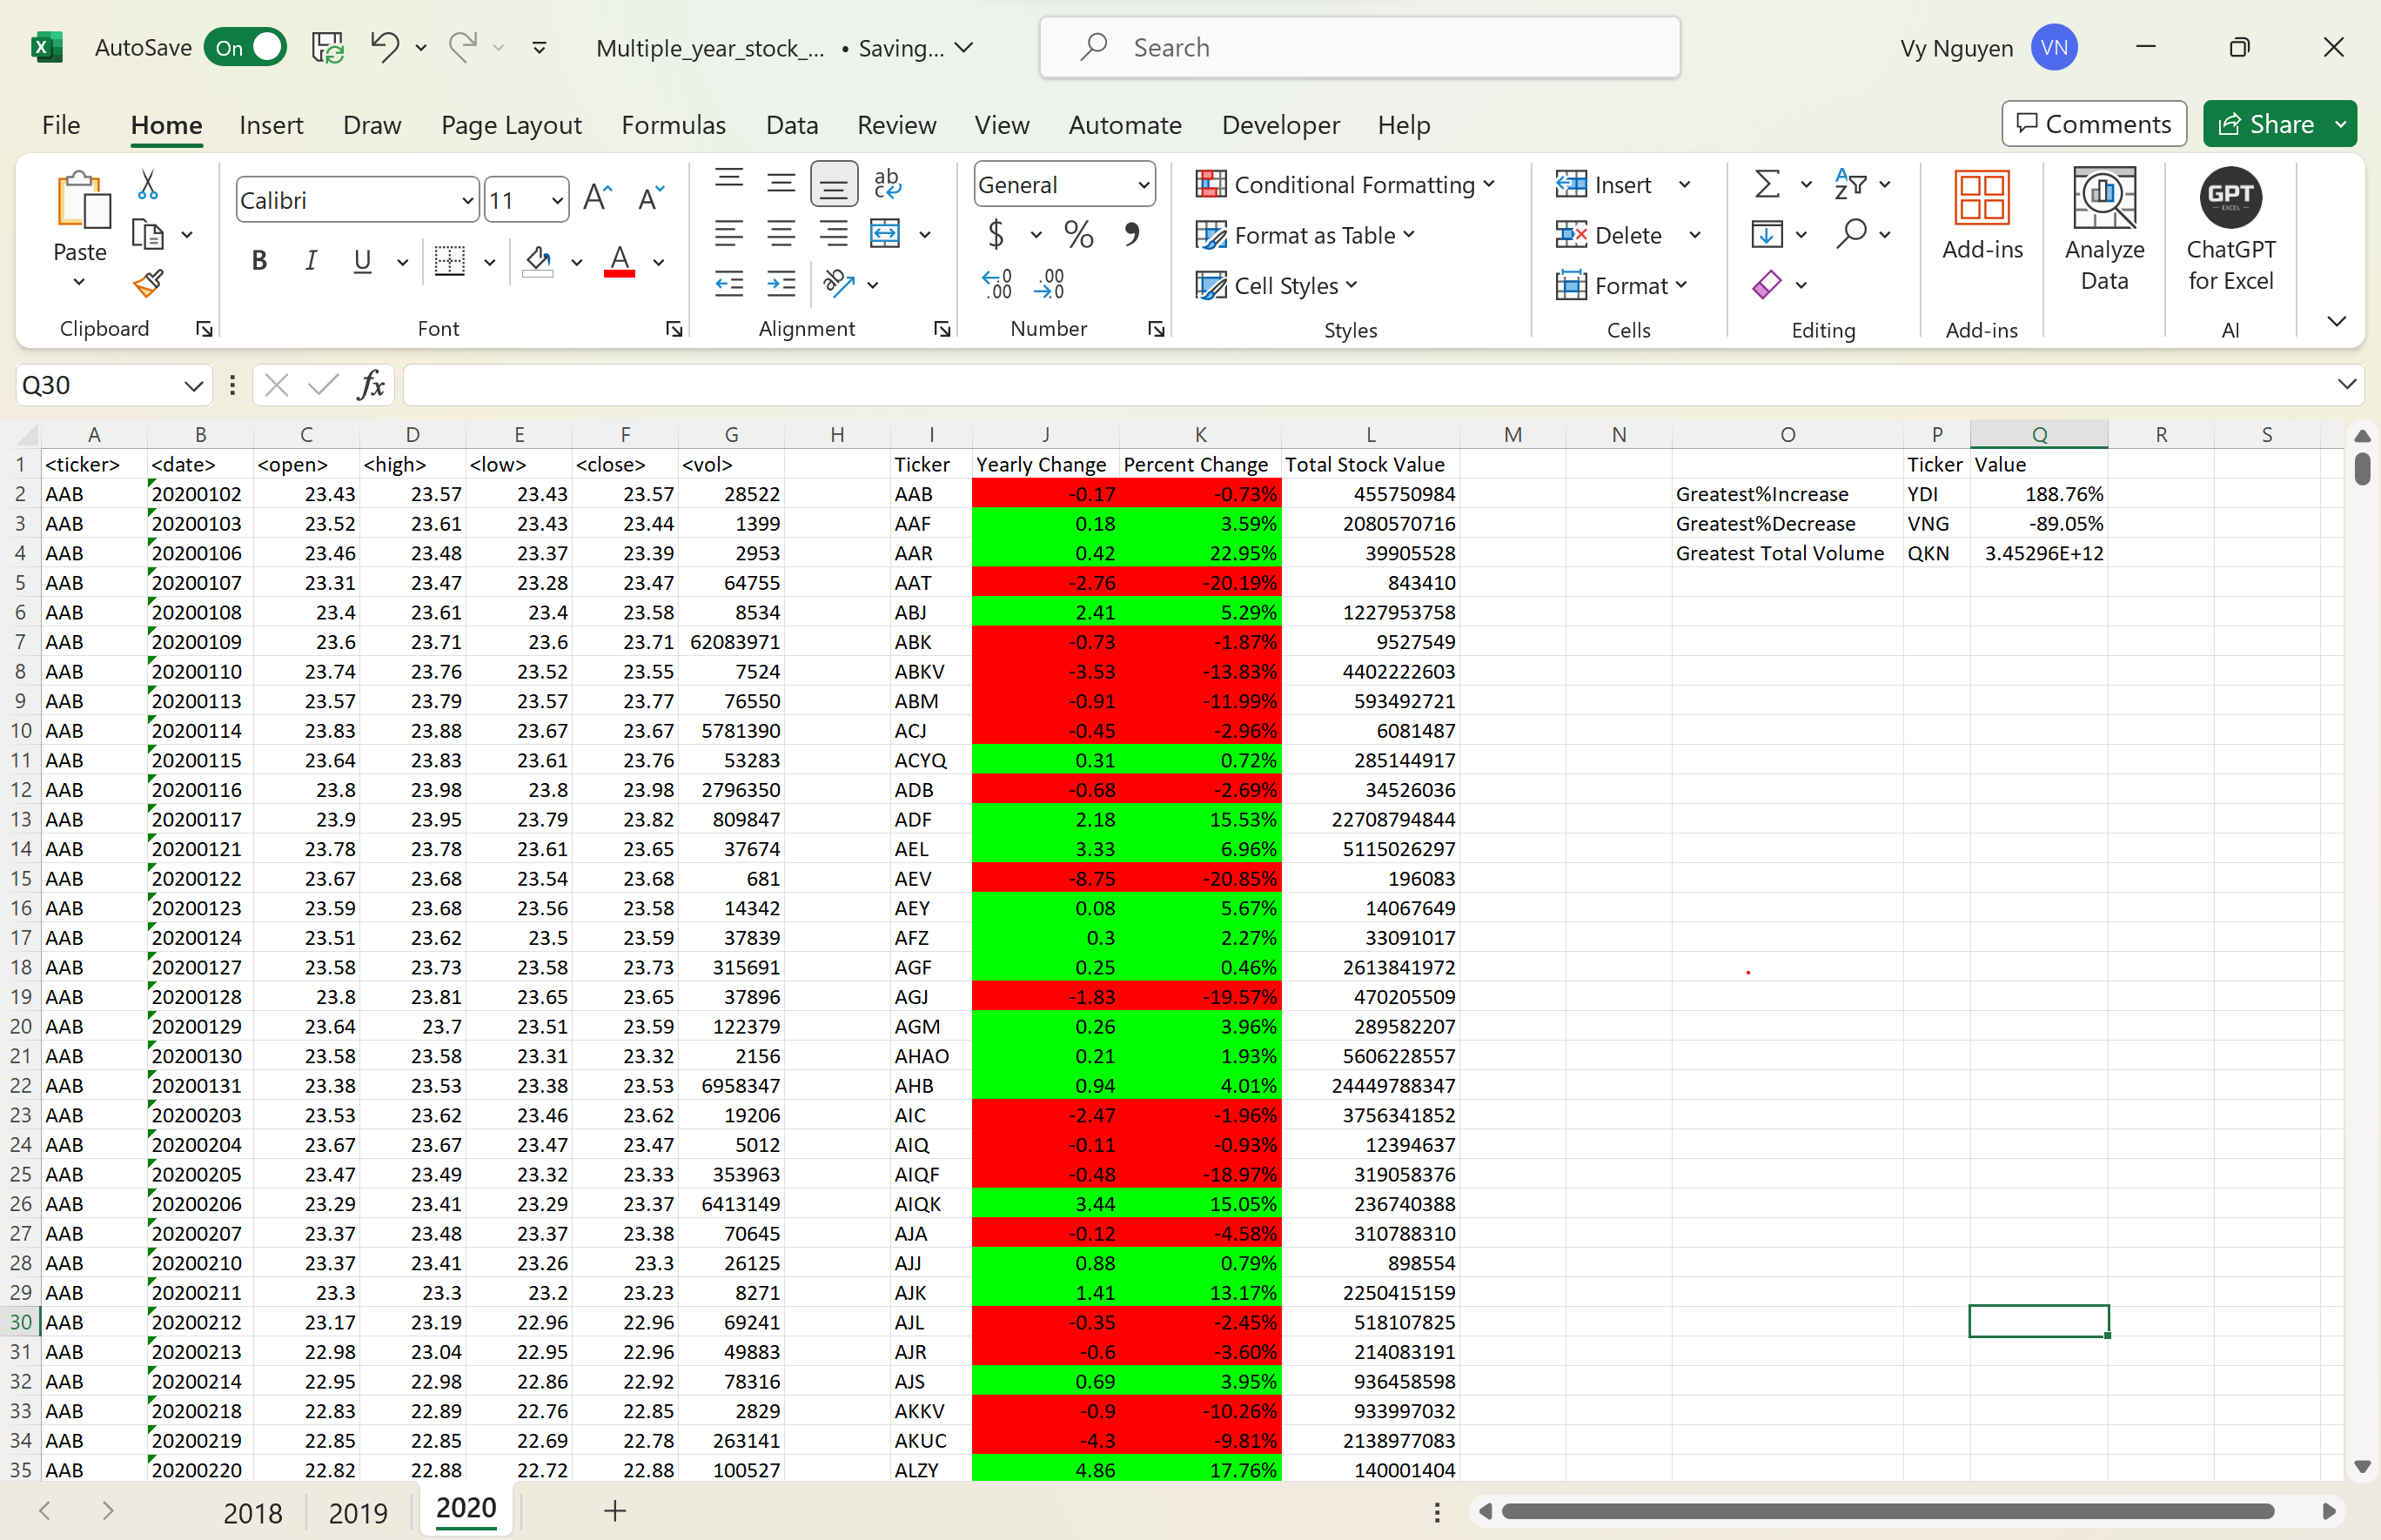 AutoSave On Multiple_year_stock_... • Saving... Search Vy Nguyen VN
File Home Insert Draw Page Layout Formulas Data Review View Automate Developer Help Comments Share
Paste Calibri 11 General Conditional Formatting Insert
Format as Table Delete
Cell Styles Format
Add-ins Analyze Data GPT EXCEL ChatGPT for Excel
Clipboard Font Alignment Number Styles Cells Editing Add-ins AI
Q30 fx
A B C D E F G H I J K L M N O P Q R S
1 <ticker> <date> <open> <high> <low> <close> <vol> Ticker Yearly Change Percent Change Total Stock Value Ticker Value
2 AAB 20200102 23.43 23.57 23.43 23.57 28522 AAB -0.17 -0.73% 455750984 Greatest%Increase YDI 188.76%
3 AAB 20200103 23.52 23.61 23.43 23.44 1399 AAF 0.18 3.59% 2080570716 Greatest%Decrease VNG -89.05%
4 AAB 20200106 23.46 23.48 23.37 23.39 2953 AAR 0.42 22.95% 39905528 Greatest Total Volume QKN 3.45296E+12
5 AAB 20200107 23.31 23.47 23.28 23.47 64755 AAT -2.76 -20.19% 843410
6 AAB 20200108 23.4 23.61 23.4 23.58 8534 ABJ 2.41 5.29% 1227953758
7 AAB 20200109 23.6 23.71 23.6 23.71 62083971 ABK -0.73 -1.87% 9527549
8 AAB 20200110 23.74 23.76 23.52 23.55 7524 ABKV -3.53 -13.83% 4402222603
9 AAB 20200113 23.57 23.79 23.57 23.77 76550 ABM -0.91 -11.99% 593492721
10 AAB 20200114 23.83 23.88 23.67 23.67 5781390 ACJ -0.45 -2.96% 6081487
11 AAB 20200115 23.64 23.83 23.61 23.76 53283 ACYQ 0.31 0.72% 285144917
12 AAB 20200116 23.8 23.98 23.8 23.98 2796350 ADB -0.68 -2.69% 34526036
13 AAB 20200117 23.9 23.95 23.79 23.82 809847 ADF 2.18 15.53% 22708794844
14 AAB 20200121 23.78 23.78 23.61 23.65 37674 AEL 3.33 6.96% 5115026297
15 AAB 20200122 23.67 23.68 23.54 23.68 681 AEV -8.75 -20.85% 196083
16 AAB 20200123 23.59 23.68 23.56 23.58 14342 AEY 0.08 5.67% 14067649
17 AAB 20200124 23.51 23.62 23.5 23.59 37839 AFZ 0.3 2.27% 33091017
18 AAB 20200127 23.58 23.73 23.58 23.73 315691 AGF 0.25 0.46% 2613841972
19 AAB 20200128 23.8 23.81 23.65 23.65 37896 AGJ -1.83 -19.57% 470205509
20 AAB 20200129 23.64 23.7 23.51 23.59 122379 AGM 0.26 3.96% 289582207
21 AAB 20200130 23.58 23.58 23.31 23.32 2156 AHAO 0.21 1.93% 5606228557
22 AAB 20200131 23.38 23.53 23.38 23.53 6958347 AHB 0.94 4.01% 24449788347
23 AAB 20200203 23.53 23.62 23.46 23.62 19206 AIC -2.47 -1.96% 3756341852
24 AAB 20200204 23.67 23.67 23.47 23.47 5012 AIQ -0.11 -0.93% 12394637
25 AAB 20200205 23.47 23.49 23.32 23.33 353963 AIQF -0.48 -18.97% 319058376
26 AAB 20200206 23.29 23.41 23.29 23.37 6413149 AIQK 3.44 15.05% 236740388
27 AAB 20200207 23.37 23.48 23.37 23.38 70645 AJA -0.12 -4.58% 310788310
28 AAB 20200210 23.37 23.41 23.26 23.3 26125 AJJ 0.88 0.79% 898554
29 AAB 20200211 23.3 23.3 23.2 23.23 8271 AJK 1.41 13.17% 2250415159
30 AAB 20200212 23.17 23.19 22.96 22.96 69241 AJL -0.35 -2.45% 518107825
31 AAB 20200213 22.98 23.04 22.95 22.96 49883 AJR -0.6 -3.60% 214083191
32 AAB 20200214 22.95 22.98 22.86 22.92 78316 AJS 0.69 3.95% 936458598
33 AAB 20200218 22.83 22.89 22.76 22.85 2829 AKKV -0.9 -10.26% 933997032
34 AAB 20200219 22.85 22.85 22.69 22.78 263141 AKUC -4.3 -9.81% 2138977083
35 AAB 20200220 22.82 22.88 22.72 22.88 100527 ALZY 4.86 17.76% 140001404
2018 2019 2020